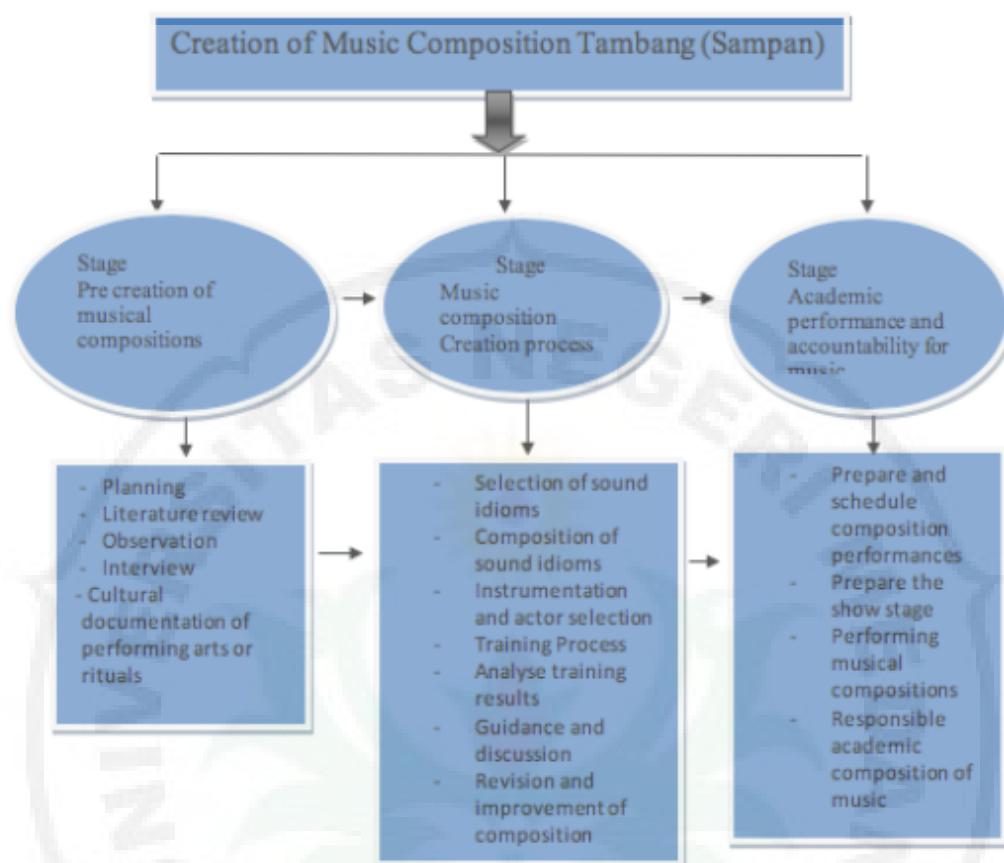 Creation of Music Composition Tambang (Sampan)
Stage
Pre creation of
musical
compositions
Stage
Music
composition
Creation process
Stage
Academic
performance and
accountability for
music
- Planning
- Literature review
- Observation
- Interview
- Cultural
documentation of
performing arts or
rituals
- Selection of sound
idioms
- Composition of
sound idioms
- Instrumentation
and actor selection
- Training Process
- Analyse training
results
- Guidance and
discussion
- Revision and
improvement of
composition
- Prepare and
schedule
composition
performances
- Prepare the
show stage
- Performing
musical
compositions
- Responsible
academic
composition of
music
UNIVERSITAS NEGERI MEDAN